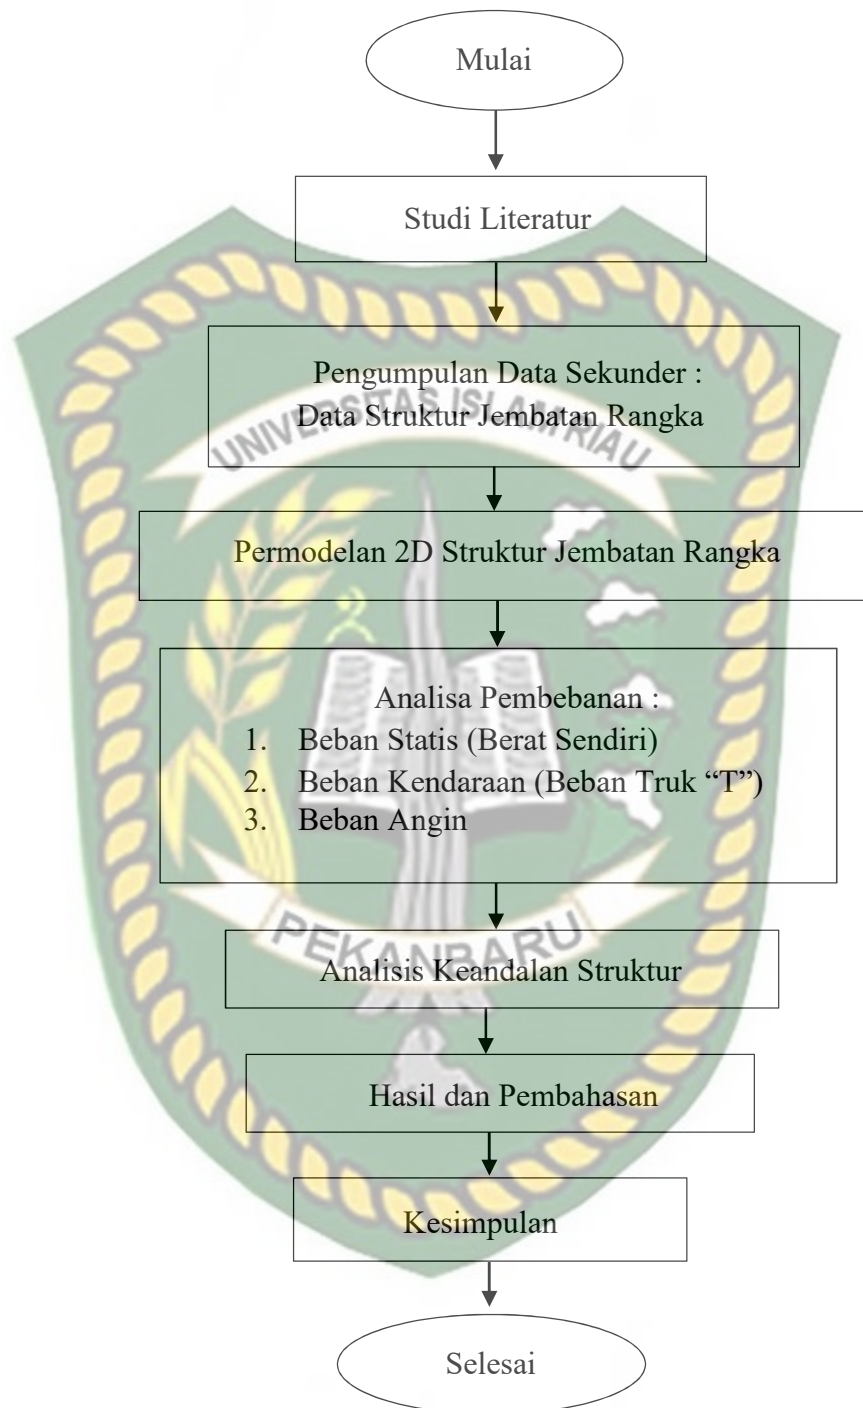 Mulai
Studi Literatur
Pengumpulan Data Sekunder :
Data Struktur Jembatan Rangka
UNIVERSITAS ISLAM RIAU
Permodelan 2D Struktur Jembatan Rangka
Analisa Pembebanan :
1. Beban Statis (Berat Sendiri)
2. Beban Kendaraan (Beban Truk “T”)
3. Beban Angin
PEKANBARU
Analisis Keandalan Struktur
Hasil dan Pembahasan
Kesimpulan
Selesai